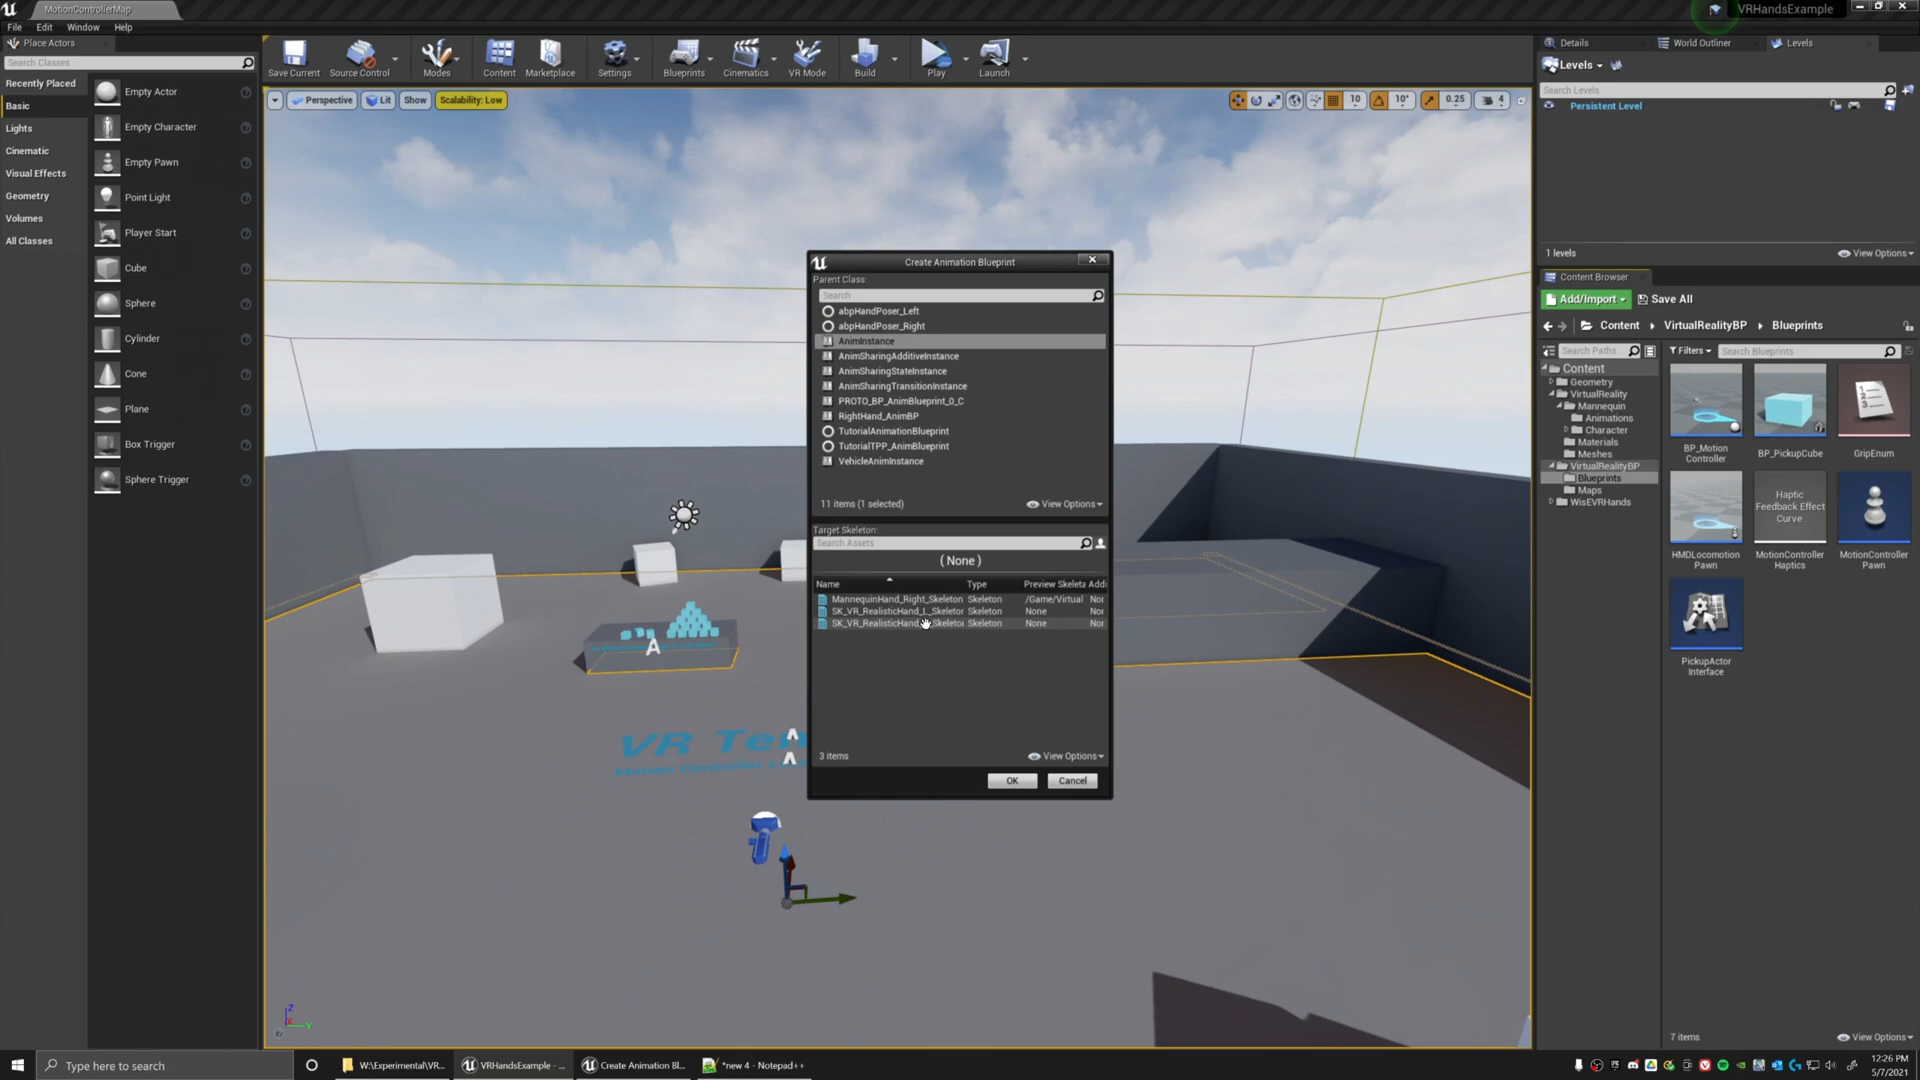 MotionControllerMap
VRHandsExample
File Edit Window Help
Place Actors
Search Classes
Recently Placed
Basic
Lights
Cinematic
Visual Effects
Geometry
Volumes
All Classes
Empty Actor
Empty Character
Empty Pawn
Point Light
Player Start
Cube
Sphere
Cylinder
Cone
Plane
Box Trigger
Sphere Trigger
Save Current
Source Control
Modes
Content
Marketplace
Settings
Blueprints
Cinematics
VR Mode
Build
Play
Launch
Perspective
Lit
Show
Scalability: Low
10
10°
0.25
4
VR Tem
Motion Controller
Create Animation Blueprint
Parent Class:
Search
abpHandPoser_Left
abpHandPoser_Right
AnimInstance
AnimSharingAdditiveInstance
AnimSharingStateInstance
AnimSharingTransitionInstance
PROTO_BP_AnimBlueprint_0_C
RightHand_AnimBP
TutorialAnimationBlueprint
TutorialTPP_AnimBlueprint
VehicleAnimInstance
11 items (1 selected)
View Options
Target Skeleton:
Search Assets
( None )
Name Type Preview Skeleta Addi
MannequinHand_Right_Skeleton Skeleton /Game/Virtual Nor
SK_VR_RealisticHand_L_Skeleton Skeleton None Nor
SK_VR_RealisticHand Skeleton Skeleton None Nor
3 items
View Options
OK
Cancel
Details
World Outliner
Levels
Levels
Search Levels
Persistent Level
1 levels
View Options
Content Browser
Add/Import
Save All
Content VirtualRealityBP Blueprints
Search Paths
Filters
Search Blueprints
Content
Geometry
VirtualReality
Mannequin
Animations
Character
Materials
Meshes
VirtualRealityBP
Blueprints
Maps
WisEVRHands
BP_Motion
Controller
BP_PickupCube
GripEnum
HMDLocomotion
Pawn
Haptic
Feedback Effect
Curve
MotionController
Haptics
MotionController
Pawn
PickupActor
Interface
7 items
View Options
Type here to search
W:\Experimental\VR...
VRHandsExample - ...
Create Animation Bl...
*new 4 - Notepad++
12:26 PM
5/7/2021